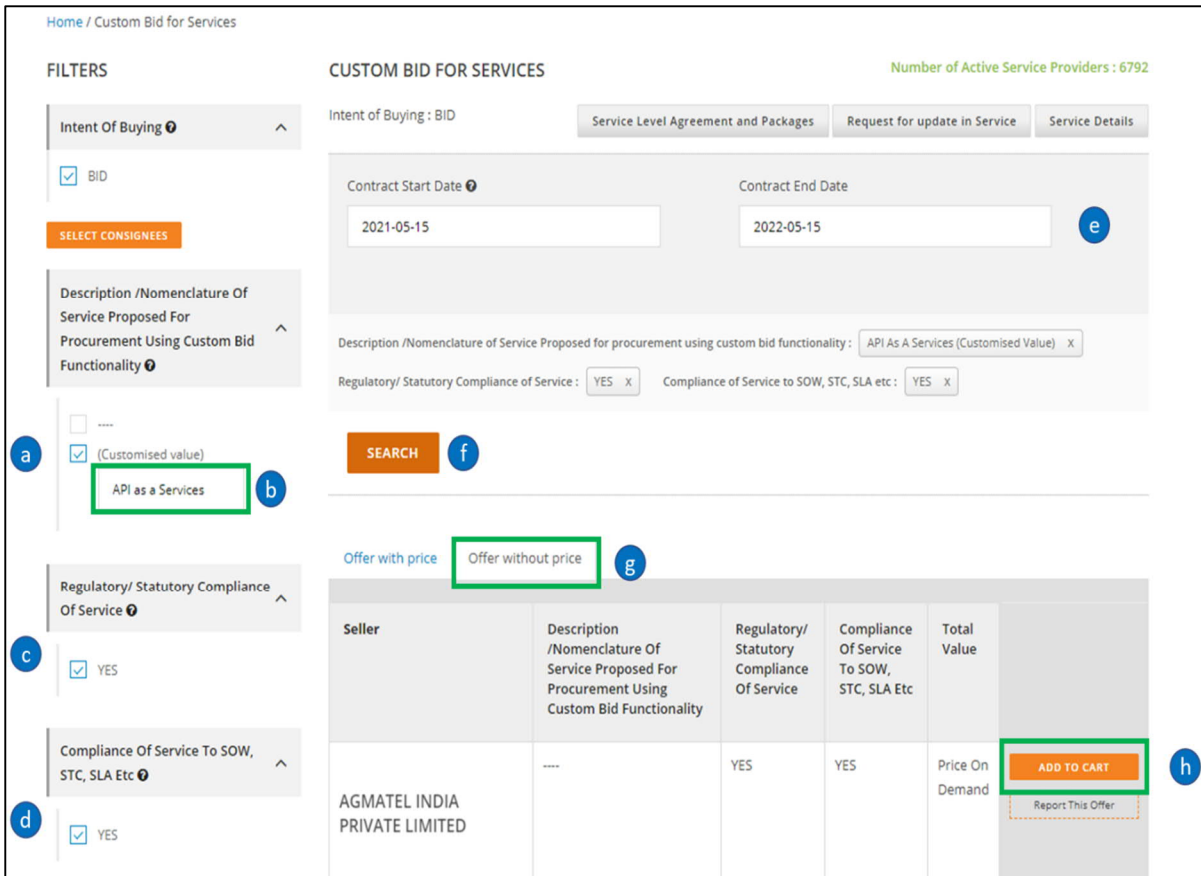 Home / Custom Bid for Services
FILTERS
Intent Of Buying ?
BID
SELECT CONSIGNEES
Description /Nomenclature Of
Service Proposed For
Procurement Using Custom Bid
Functionality ?
----
a
(Customised value)
API as a Services
b
Regulatory/ Statutory Compliance
Of Service ?
c
YES
Compliance Of Service To SOW,
STC, SLA Etc ?
d
YES
CUSTOM BID FOR SERVICES
Number of Active Service Providers : 6792
Intent of Buying : BID
Service Level Agreement and Packages
Request for update in Service
Service Details
Contract Start Date ?
Contract End Date
2021-05-15
2022-05-15
e
Description /Nomenclature of Service Proposed for procurement using custom bid functionality : API As A Services (Customised Value) X
Regulatory/ Statutory Compliance of Service : YES X Compliance of Service to SOW, STC, SLA etc : YES X
SEARCH
f
Offer with price
Offer without price
g
Seller
Description
/Nomenclature Of
Service Proposed For
Procurement Using
Custom Bid Functionality
Regulatory/
Statutory
Compliance
Of Service
Compliance
Of Service
To SOW,
STC, SLA Etc
Total
Value
AGMATEL INDIA
PRIVATE LIMITED
----
YES
YES
Price On
Demand
ADD TO CART
h
Report This Offer